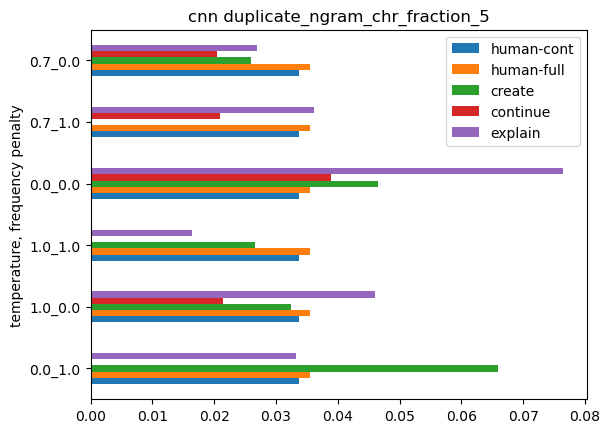 cnn duplicate_ngram_chr_fraction_5
temperature, frequency penalty
0.7_0.0
0.7_1.0
0.0_0.0
1.0_1.0
1.0_0.0
0.0_1.0
human-cont
human-full
create
continue
explain
0.00 0.01 0.02 0.03 0.04 0.05 0.06 0.07 0.08